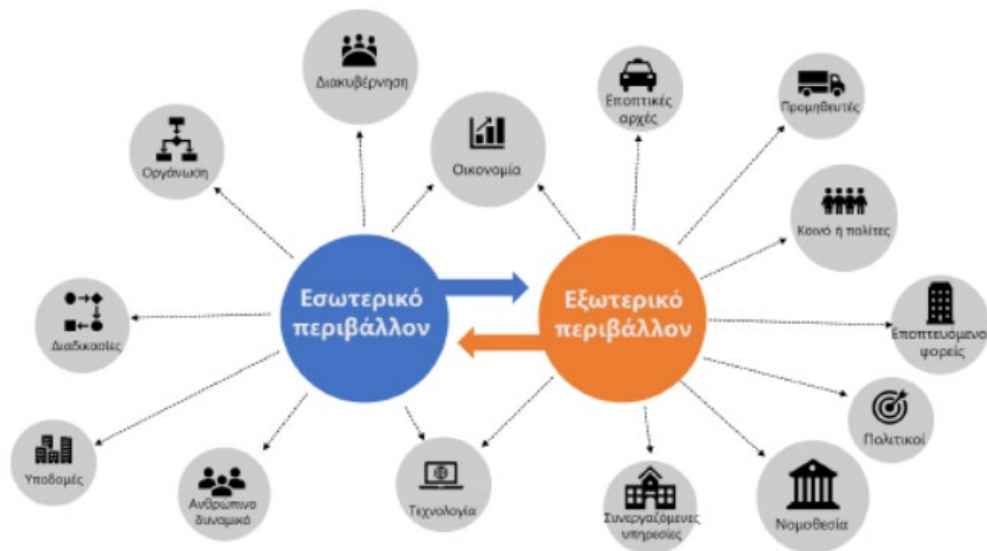 Διακυβέρνηση
Εποπτικές
αρχές
Προμηθευτές
Οργάνωση
Οικονομία
Κοινό ή πολίτες
Εσωτερικό
περιβάλλον
Εξωτερικό
περιβάλλον
Διαδικασίες
Εποπτευόμενοι
φορείς
Πολιτικοί
Υποδομές
Ανθρώπινο
δυναμικό
Τεχνολογία
Συνεργαζόμενες
υπηρεσίες
Νομοθεσία